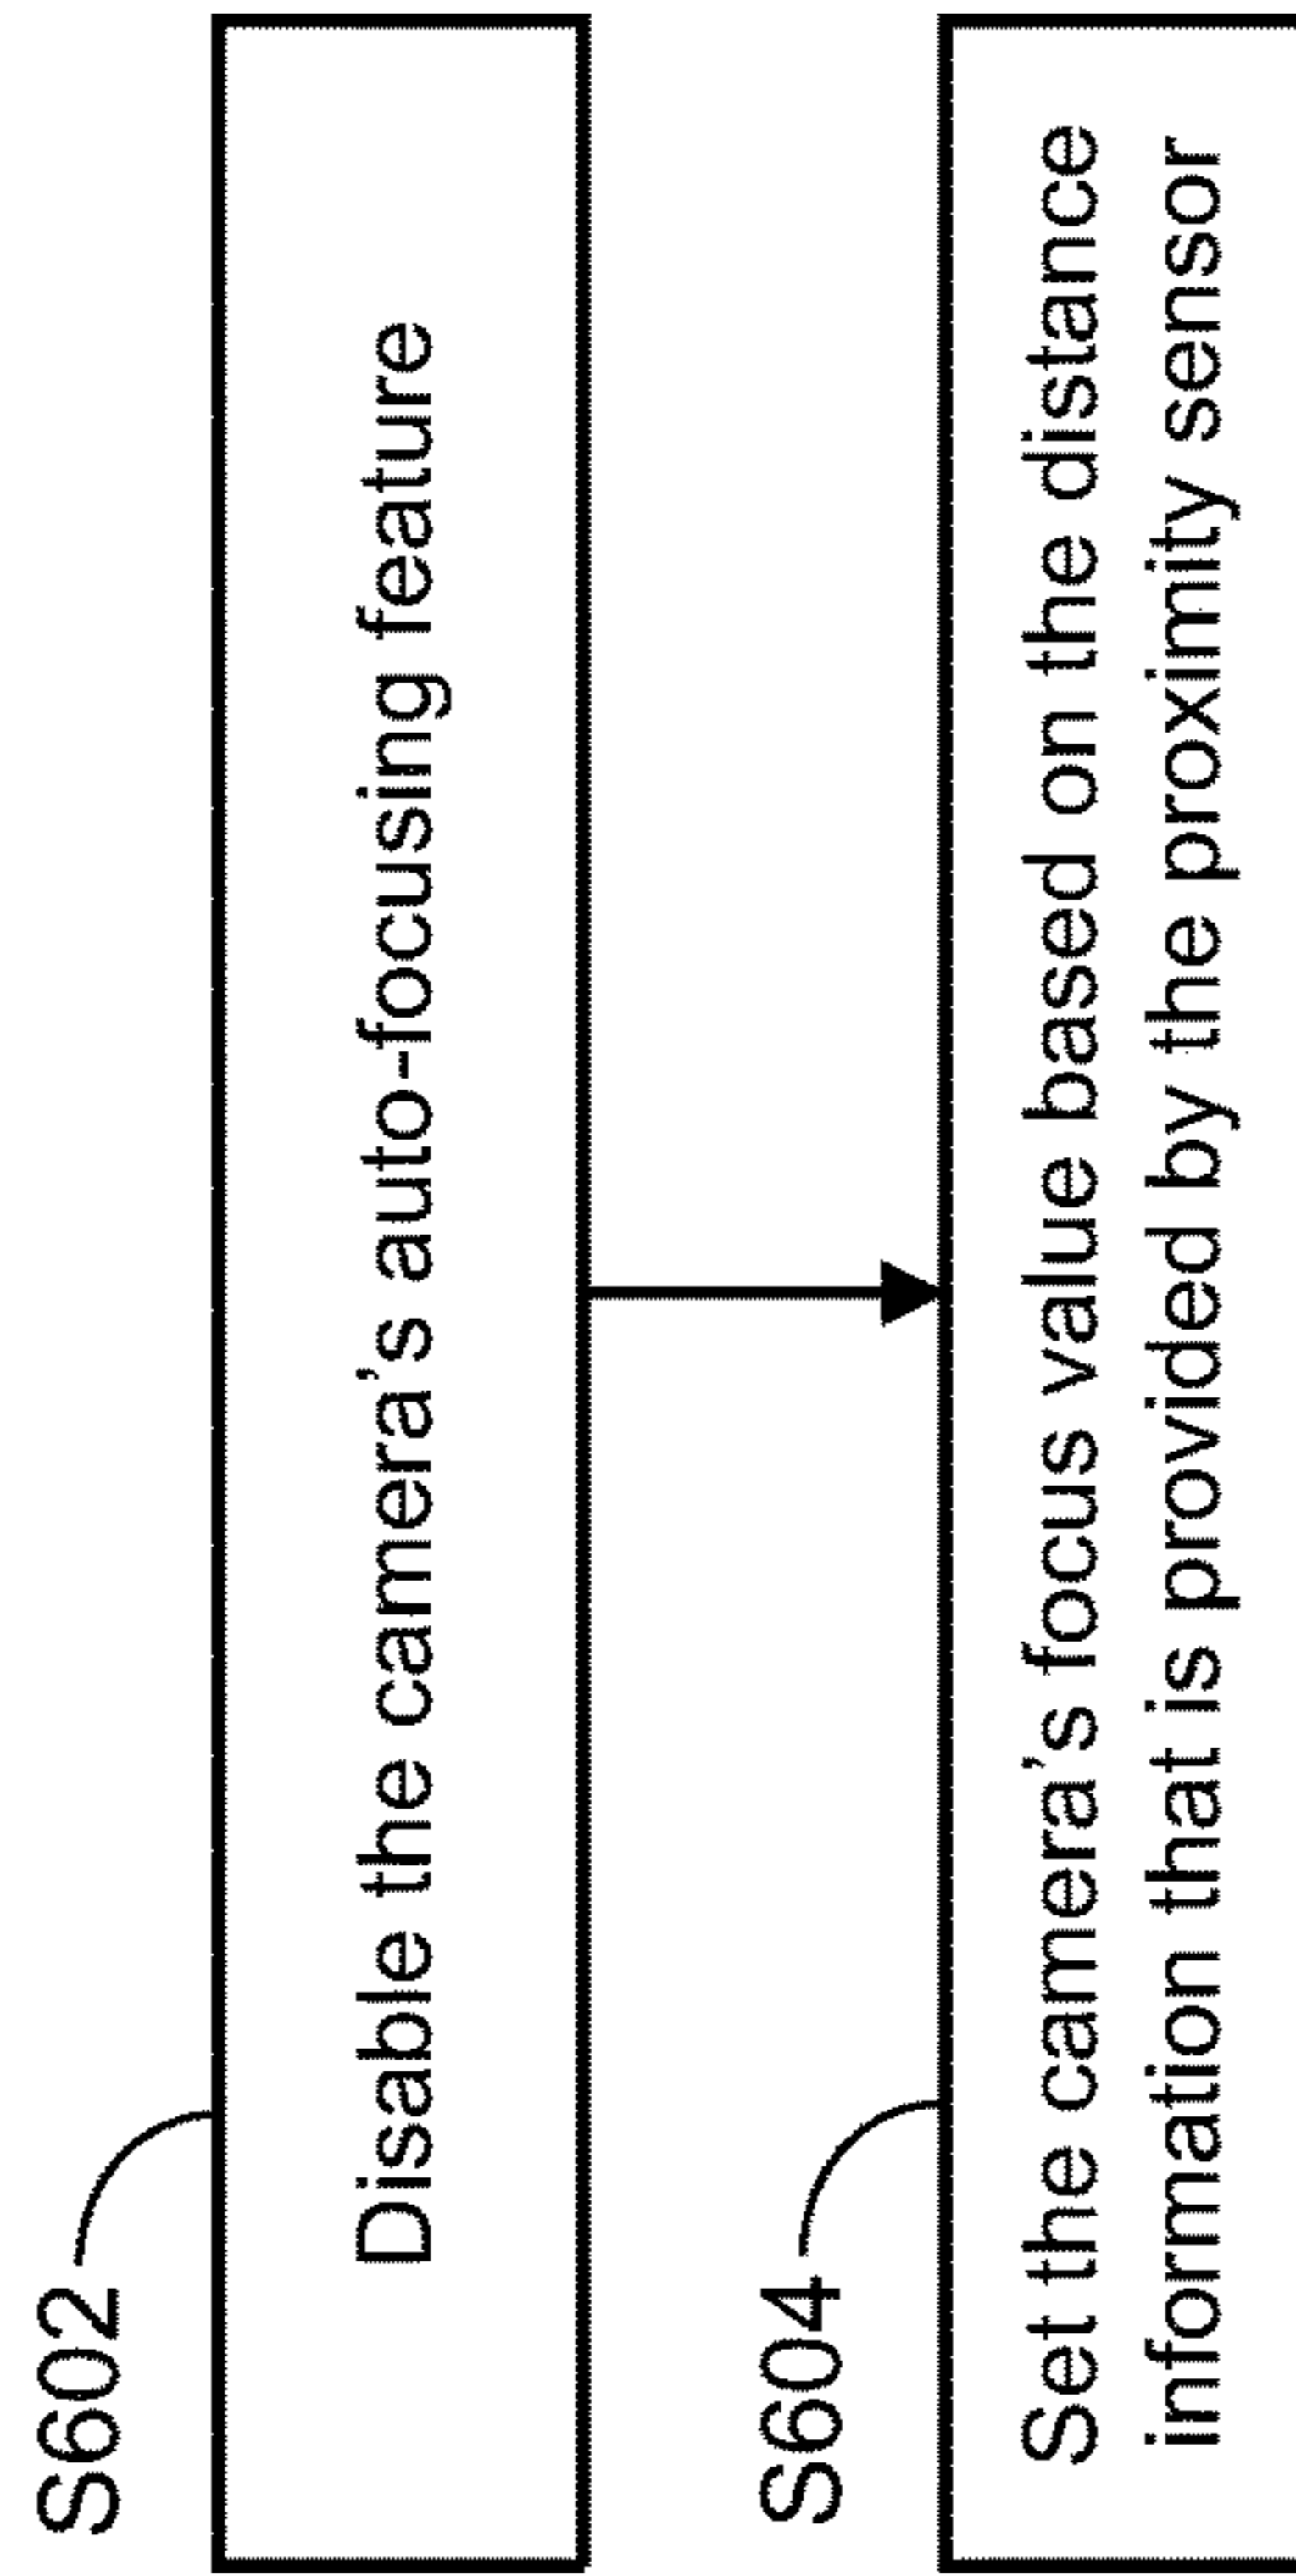 S602
Disable the camera's auto-focusing feature
S604
Set the camera's focus value based on the distance
information that is provided by the proximity sensor